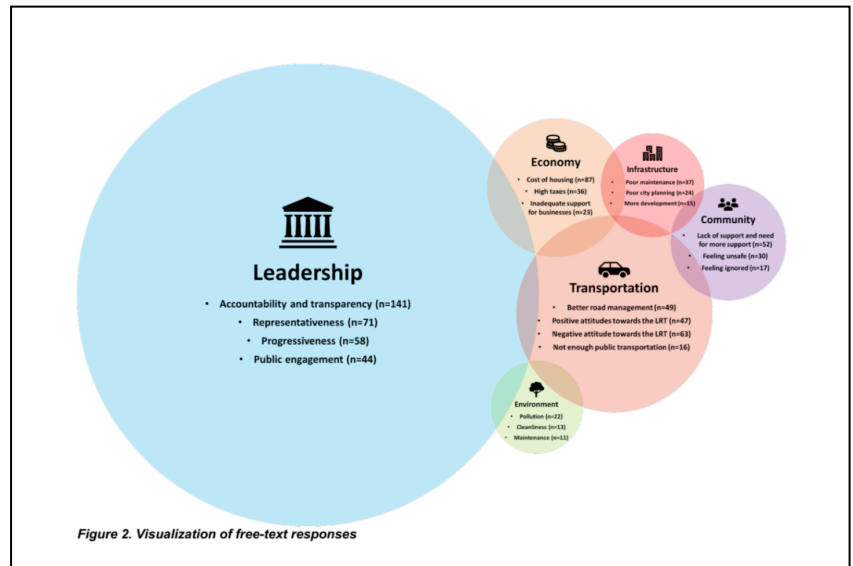 Leadership
• Accountability and transparency (n=141)
• Representativeness (n=71)
• Progressiveness (n=58)
• Public engagement (n=44)
Economy
• Cost of housing (n=87)
• High taxes (n=36)
• Inadequate support
for businesses (n=23)
Infrastructure
• Poor maintenance (n=37)
• Poor city planning (n=24)
• More development (n=15)
Community
• Lack of support and need
for more support (n=52)
• Feeling unsafe (n=30)
• Feeling ignored (n=17)
Transportation
• Better road management (n=49)
• Positive attitudes towards the LRT (n=47)
• Negative attitude towards the LRT (n=63)
• Not enough public transportation (n=16)
Environment
• Pollution (n=22)
• Cleanliness (n=13)
• Maintenance (n=11)
Figure 2. Visualization of free-text responses